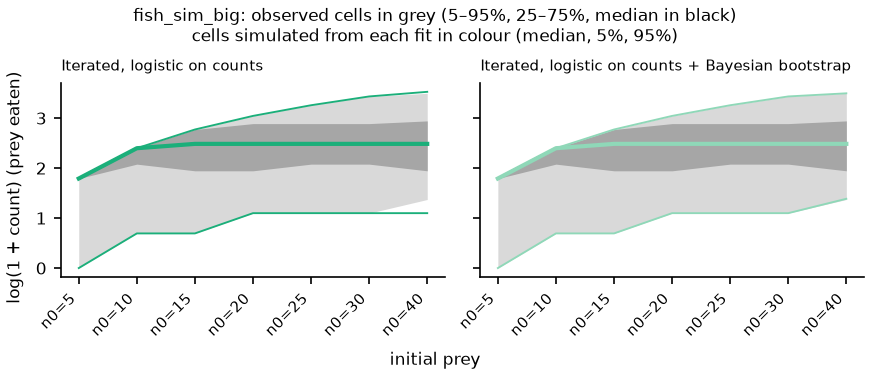 fish_sim_big: observed cells in grey (5–95%, 25–75%, median in black)
cells simulated from each fit in colour (median, 5%, 95%)
Iterated, logistic on counts
Iterated, logistic on counts + Bayesian bootstrap
log(1 + count) (prey eaten)
3
2
1
0
n0=5
n0=10
n0=15
n0=20
n0=25
n0=30
n0=40
n0=5
n0=10
n0=15
n0=20
n0=25
n0=30
n0=40
initial prey